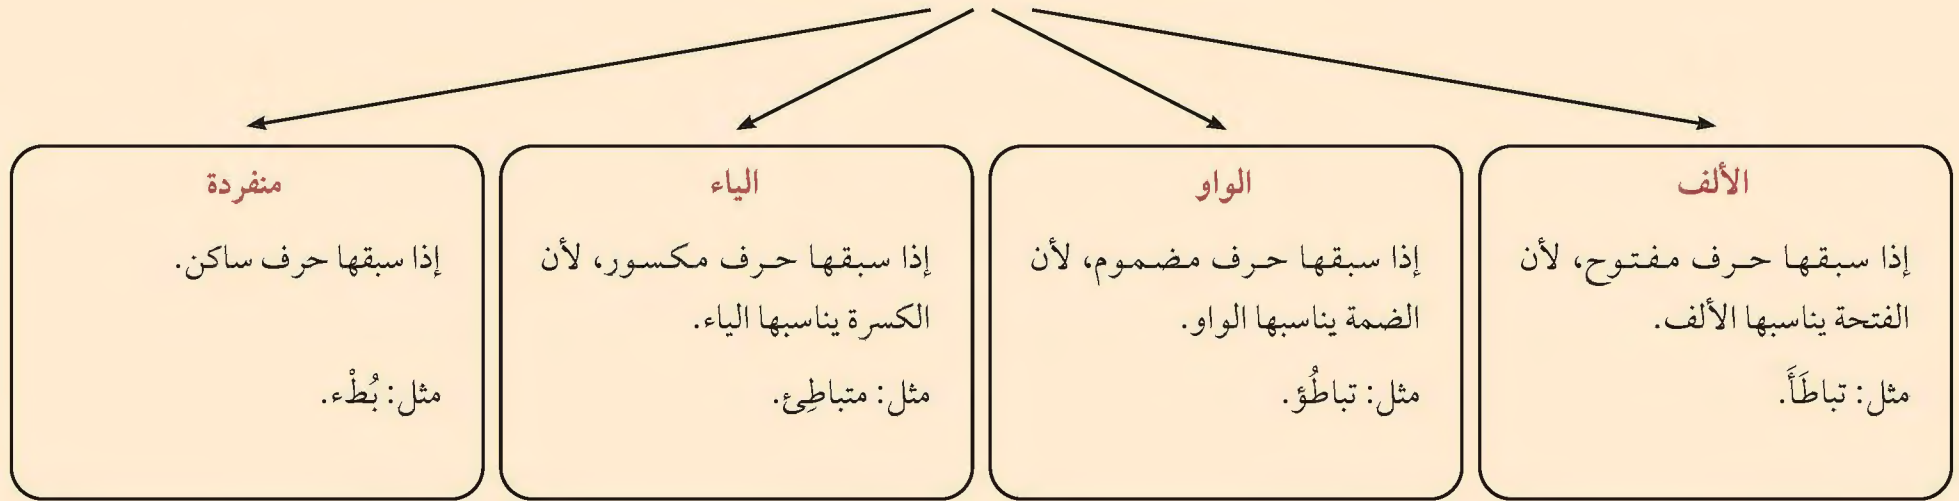 الألف
إذا سبقها حرف مفتوح، لأن
الفتحة يناسبها الألف.
مثل: تباطَأَ.
الواو
إذا سبقها حرف مضموم، لأن
الضمة يناسبها الواو.
مثل: تباطُؤ.
الياء
إذا سبقها حرف مكسور، لأن
الكسرة يناسبها الياء.
مثل: متباطِئ.
منفردة
إذا سبقها حرف ساكن.
مثل: بُطْء.